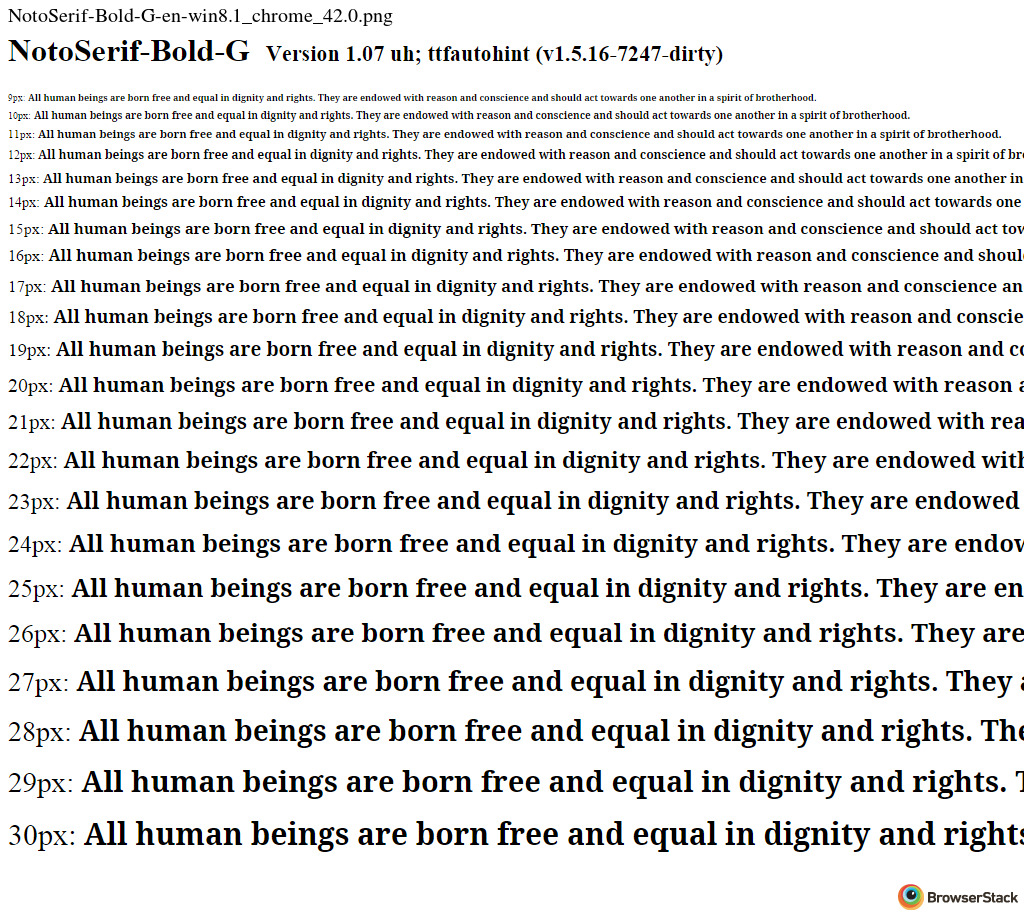 NotoSerif-Bold-G-en-win8.1_chrome_42.0.png
NotoSerif-Bold-G Version 1.07 uh; ttfautohint (v1.5.16-7247-dirty)
9px: All human beings are born free and equal in dignity and rights. They are endowed with reason and conscience and should act towards one another in a spirit of brotherhood.
10px: All human beings are born free and equal in dignity and rights. They are endowed with reason and conscience and should act towards one another in a spirit of brotherhood.
11px: All human beings are born free and equal in dignity and rights. They are endowed with reason and conscience and should act towards one another in a spirit of brotherhood.
12px: All human beings are born free and equal in dignity and rights. They are endowed with reason and conscience and should act towards one another in a spirit of br
13px: All human beings are born free and equal in dignity and rights. They are endowed with reason and conscience and should act towards one another in
14px: All human beings are born free and equal in dignity and rights. They are endowed with reason and conscience and should act towards one
15px: All human beings are born free and equal in dignity and rights. They are endowed with reason and conscience and should act tow
16px: All human beings are born free and equal in dignity and rights. They are endowed with reason and conscience and shoul
17px: All human beings are born free and equal in dignity and rights. They are endowed with reason and conscience an
18px: All human beings are born free and equal in dignity and rights. They are endowed with reason and conscie
19px: All human beings are born free and equal in dignity and rights. They are endowed with reason and co
20px: All human beings are born free and equal in dignity and rights. They are endowed with reason a
21px: All human beings are born free and equal in dignity and rights. They are endowed with rea
22px: All human beings are born free and equal in dignity and rights. They are endowed with
23px: All human beings are born free and equal in dignity and rights. They are endowed
24px: All human beings are born free and equal in dignity and rights. They are endow
25px: All human beings are born free and equal in dignity and rights. They are en
26px: All human beings are born free and equal in dignity and rights. They are
27px: All human beings are born free and equal in dignity and rights. They a
28px: All human beings are born free and equal in dignity and rights. The
29px: All human beings are born free and equal in dignity and rights. T
30px: All human beings are born free and equal in dignity and rights
BrowserStack